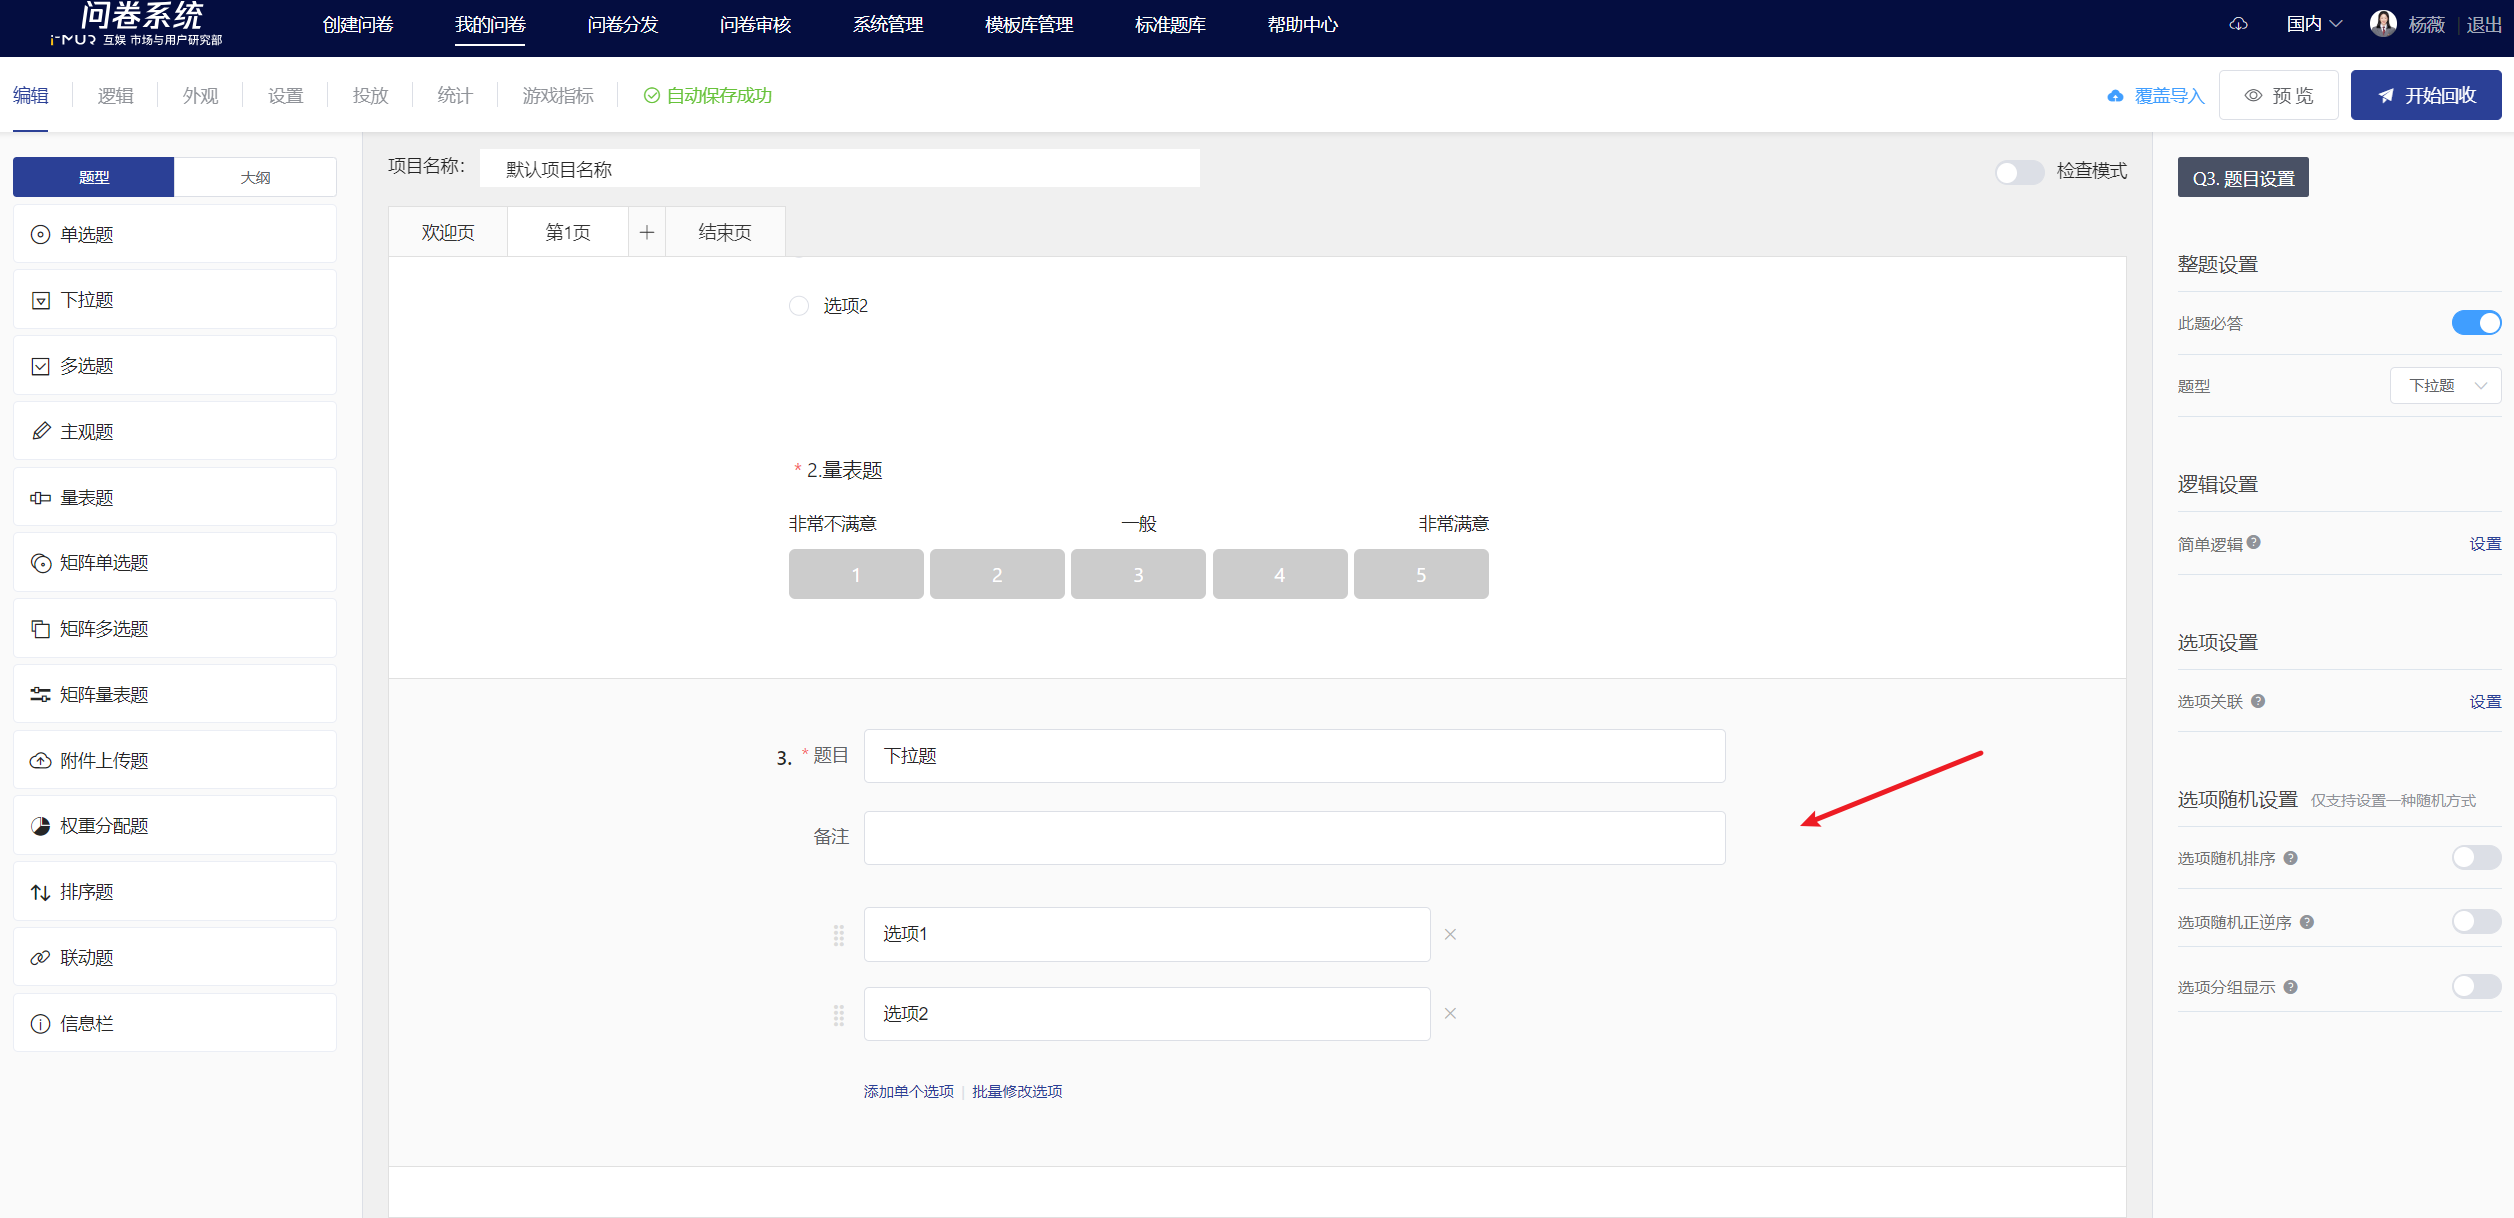 问卷系统
i-MUR 互娱 市场与用户研究部
创建问卷
我的问卷
问卷分发
问卷审核
系统管理
模板库管理
标准题库
帮助中心
国内
杨薇
退出
编辑
逻辑
外观
设置
投放
统计
游戏指标
自动保存成功
覆盖导入
预 览
开始回收
题型
大纲
单选题
下拉题
多选题
主观题
量表题
矩阵单选题
矩阵多选题
矩阵量表题
附件上传题
权重分配题
排序题
联动题
信息栏
项目名称：
默认项目名称
检查模式
欢迎页
第1页
+
结束页
选项2
* 2.量表题
非常不满意
一般
非常满意
1
2
3
4
5
3. * 题目
下拉题
备注
选项1
选项2
添加单个选项 | 批量修改选项
Q3. 题目设置
整题设置
此题必答
题型
下拉题
逻辑设置
简单逻辑
设置
选项设置
选项关联
设置
选项随机设置 仅支持设置一种随机方式
选项随机排序
选项随机正逆序
选项分组显示